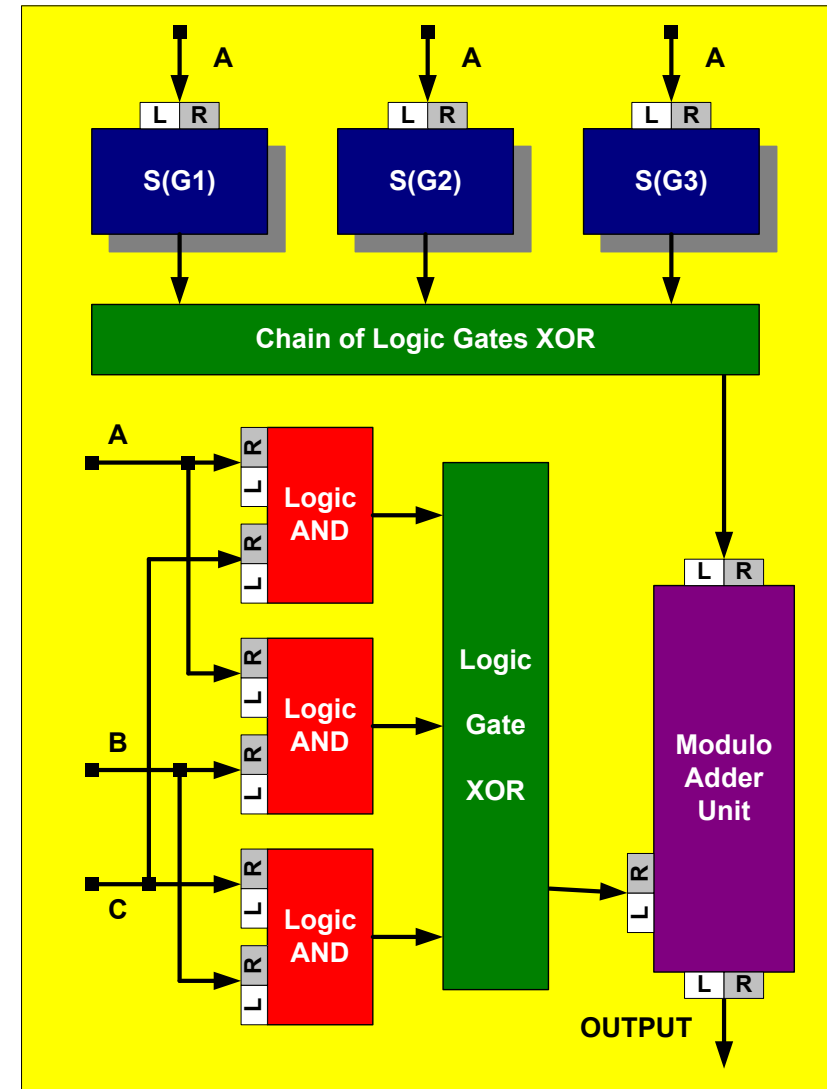 A A A
L R L R L R
S(G1) S(G2) S(G3)
Chain of Logic Gates XOR
A
R
L
Logic
AND
R
L
L R
R
L
Logic
AND
B
R
L
Logic
Gate
XOR
Modulo
Adder
Unit
R
L
Logic
AND
C
R
L
R
L
L R
OUTPUT